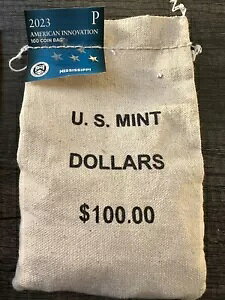 2023 P
AMERICAN INNOVATION
100 COIN BAG
MISSISSIPPI
U. S. MINT
DOLLARS
$100.00